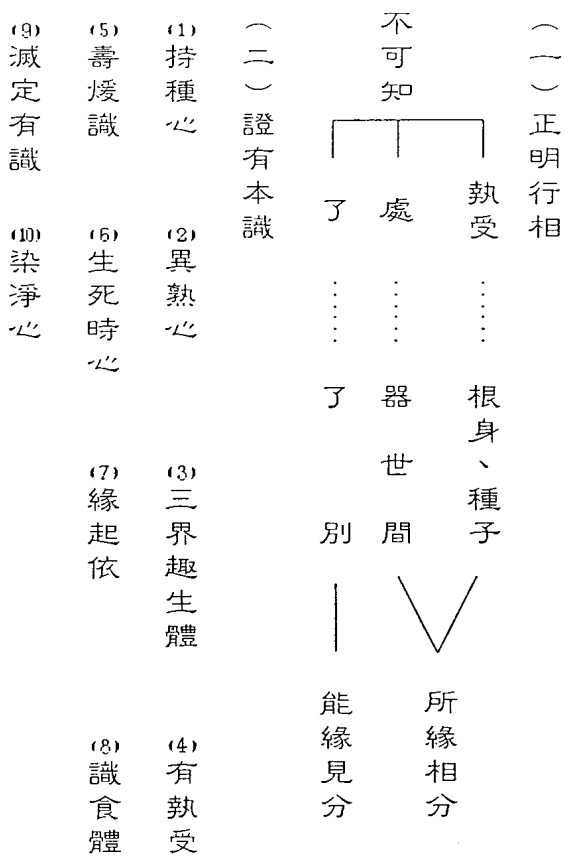 （一）正明行相
不可知
執受……根身、種子
處……器世間
了……了別
所緣相分
能緣見分
（二）證有本識
(1)持種心
(2)異熟心
(3)三界趣生體
(4)有執受
(5)壽煖識
(6)生死時心
(7)緣起依
(8)識食體
(9)滅定有識
(10)染淨心